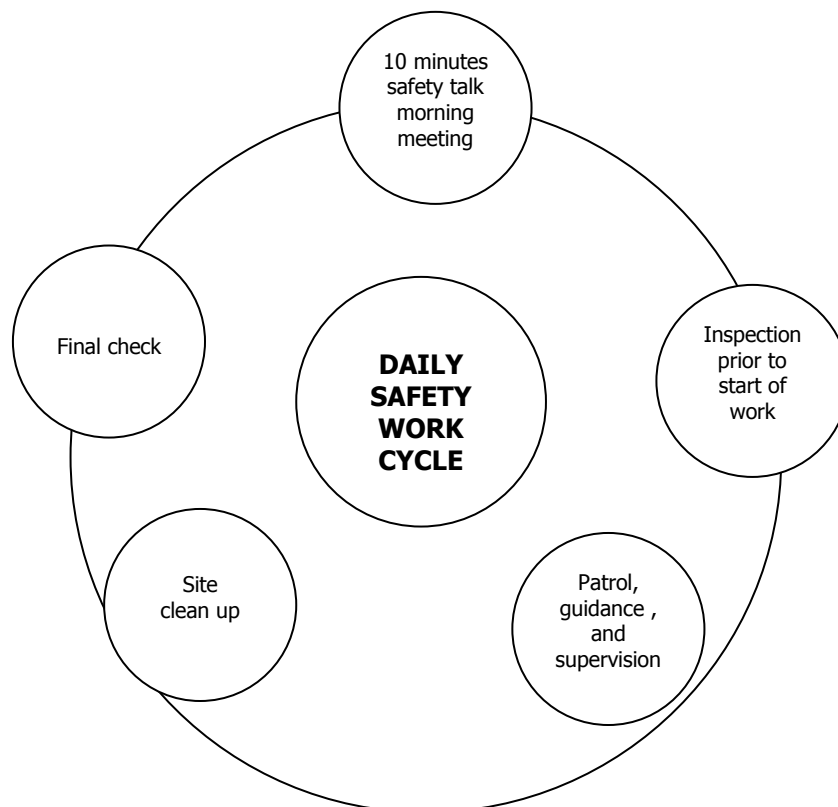 10 minutes
safety talk
morning
meeting
Inspection
prior to
start of
work
Patrol,
guidance ,
and
supervision
Site
clean up
Final check
DAILY
SAFETY
WORK
CYCLE